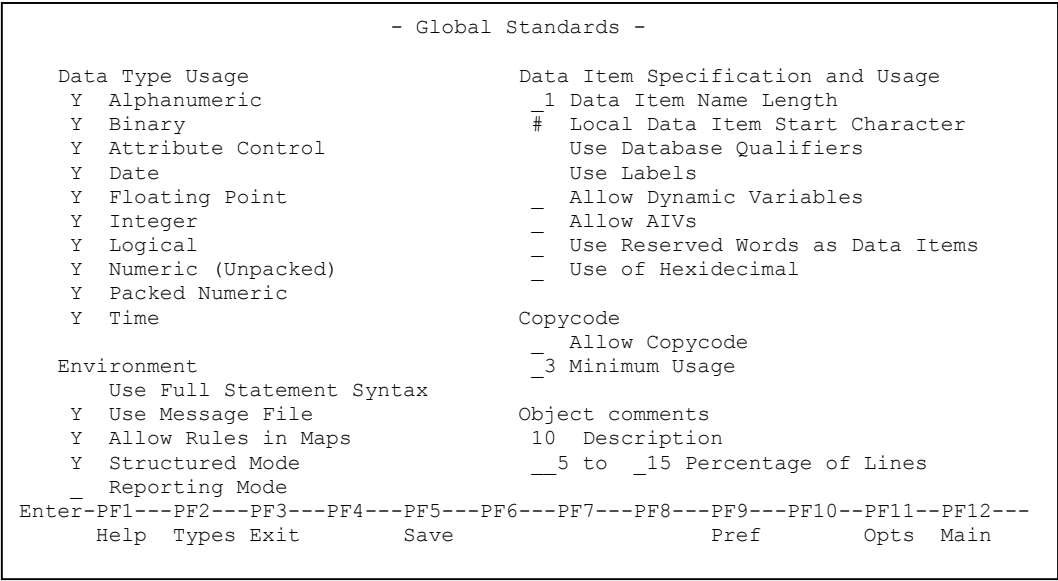 - Global Standards -
Data Type Usage Data Item Specification and Usage
Y Alphanumeric _1 Data Item Name Length
Y Binary # Local Data Item Start Character
Y Attribute Control Use Database Qualifiers
Y Date Use Labels
Y Floating Point _ Allow Dynamic Variables
Y Integer _ Allow AIVs
Y Logical _ Use Reserved Words as Data Items
Y Numeric (Unpacked) _ Use of Hexidecimal
Y Packed Numeric
Y Time Copycode
_ Allow Copycode
Environment _3 Minimum Usage
Use Full Statement Syntax
Y Use Message File Object comments
Y Allow Rules in Maps 10 Description
Y Structured Mode __5 to _15 Percentage of Lines
_ Reporting Mode
Enter-PF1---PF2---PF3---PF4---PF5---PF6---PF7---PF8---PF9---PF10--PF11--PF12---
Help Types Exit Save Pref Opts Main